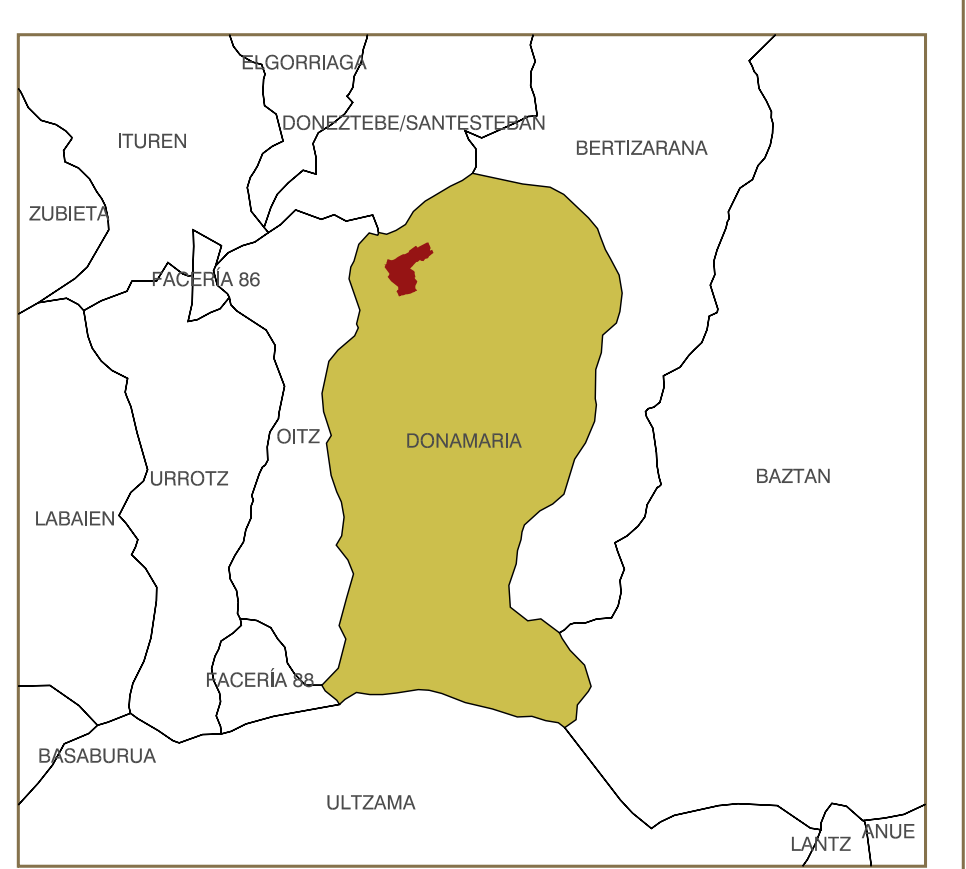 ELGORRIAGA
DONEZTEBE/SANTESTEBAN
ITUREN
BERTIZARANA
ZUBIETA
FACERÍA 86
OITZ
DONAMARIA
URROTZ
BAZTAN
LABAIEN
FACERÍA 88
BASABURUA
ULTZAMA
ANUE
LANTZ